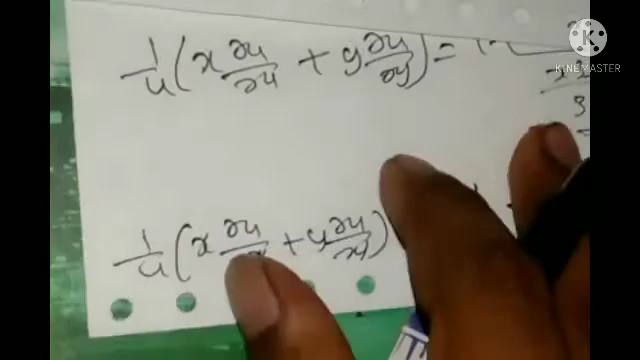 1/u (x ∂u/∂x + y ∂u/∂y) =
KINEMASTER
1/u (x ∂u/ + y ∂u/∂y)